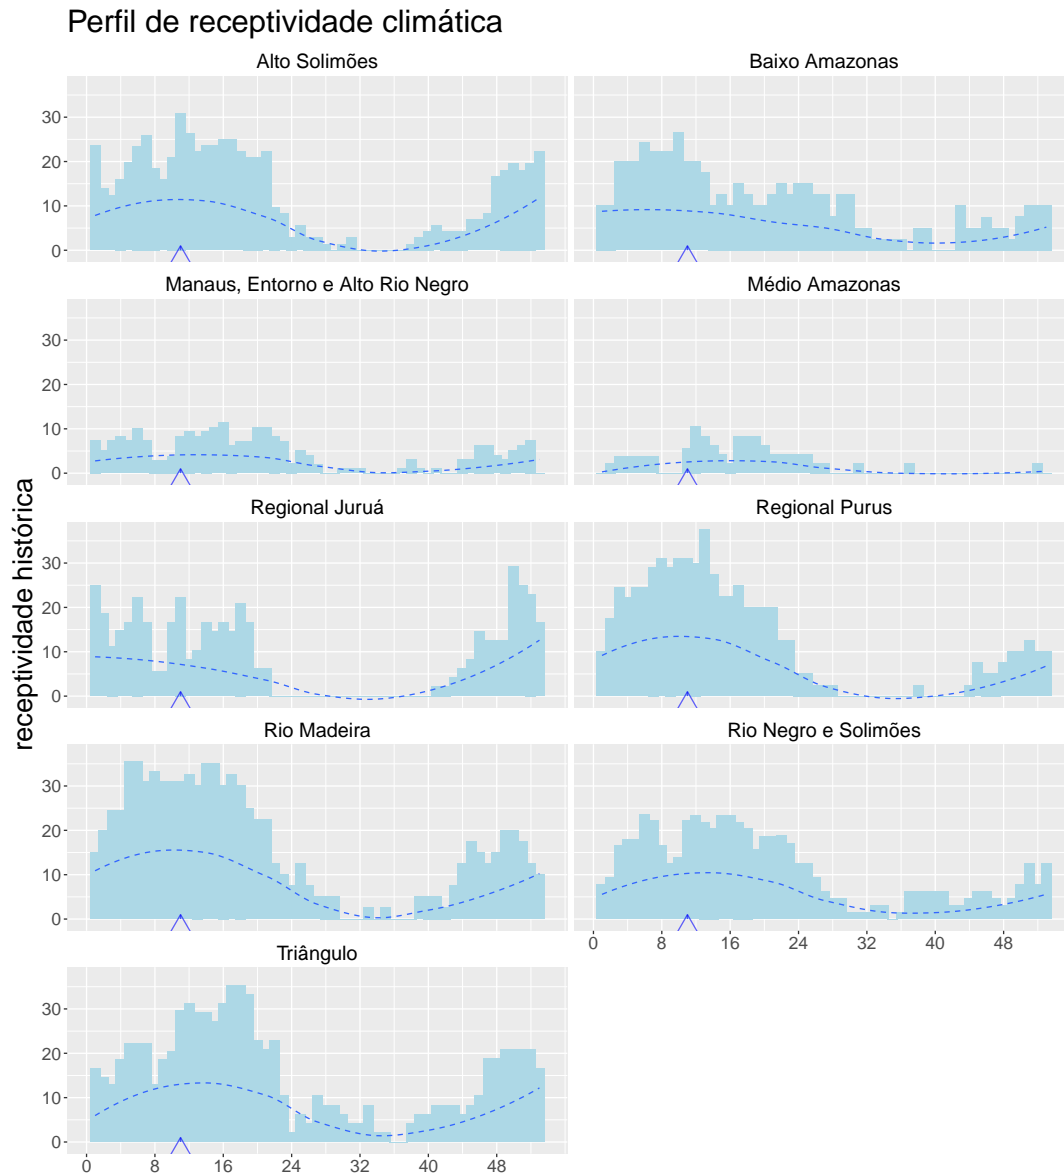 Perfil de receptividade climática
Alto Solimões
Baixo Amazonas
30
20
10
0
Manaus, Entorno e Alto Rio Negro
Médio Amazonas
30
20
10
0
receptividade histórica
Regional Juruá
Regional Purus
30
20
10
0
Rio Madeira
Rio Negro e Solimões
30
20
10
0
0 8 16 24 32 40 48
Triângulo
30
20
10
0
0 8 16 24 32 40 48